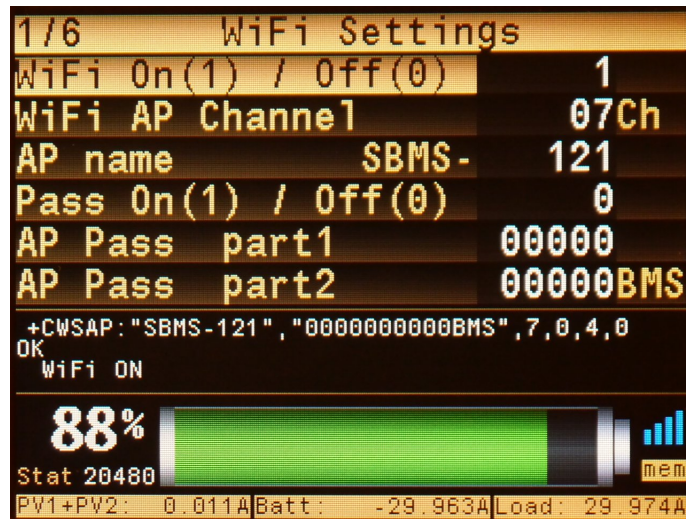 1/6 WiFi Settings
WiFi On(1) / Off(0) 1
WiFi AP Channel 07Ch
AP name SBMS- 121
Pass On(1) / Off(0) 0
AP Pass part1 00000
AP Pass part2 00000BMS
+CWSAP:"SBMS-121","0000000000BMS",7,0,4,0
OK
WiFi ON
88%
Stat 20480
mem
PV1+PV2: 0.011A Batt: -29.963A Load: 29.974A